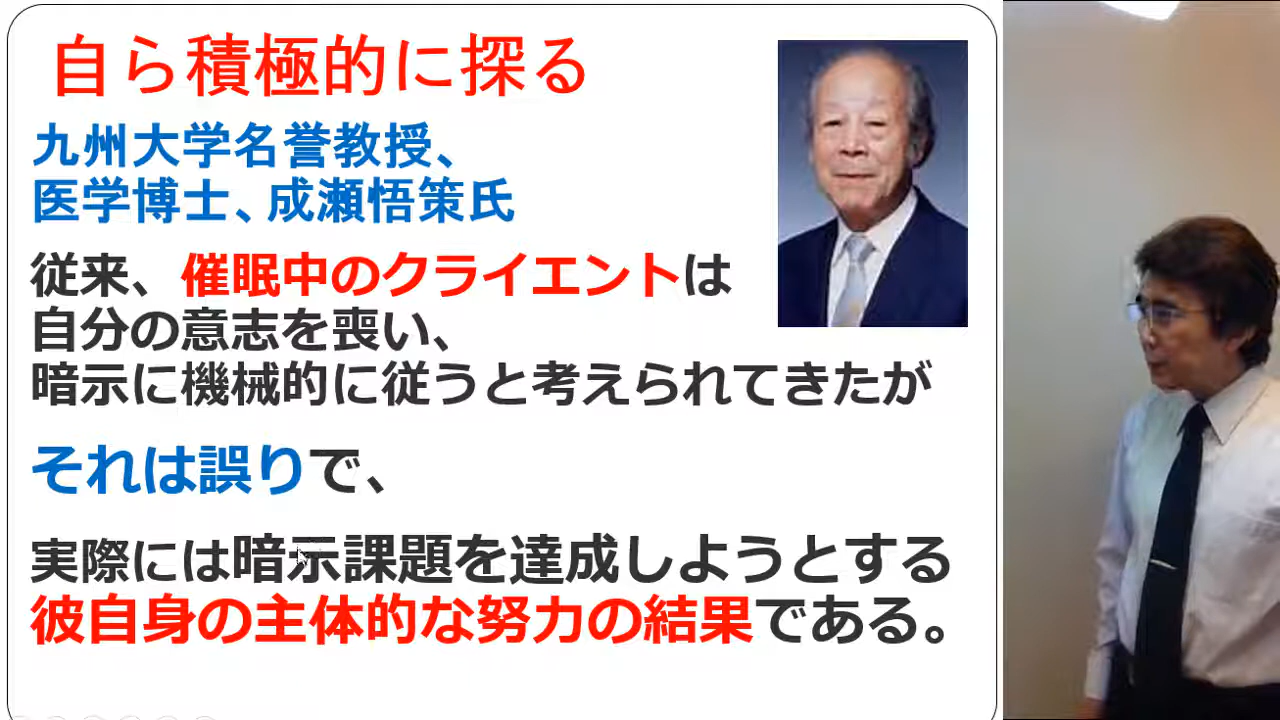 自ら積極的に探る
九州大学名誉教授、
医学博士、成瀬悟策氏
従来、催眠中のクライエントは
自分の意志を喪い、
暗示に機械的に従うと考えられてきたが
それは誤りで、
実際には暗示課題を達成しようとする
彼自身の主体的な努力の結果である。